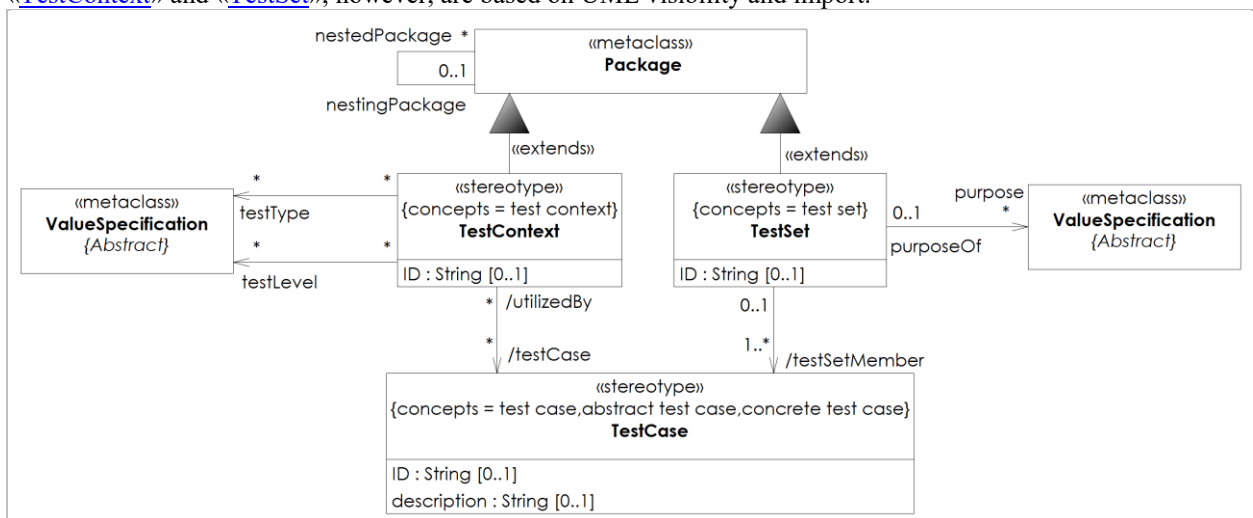 «TestContext» and «TestSet», however, are based on UML visibility and import.
nestedPackage *
0..1
nestingPackage
«metaclass»
Package
«extends»
«extends»
«metaclass»
ValueSpecification
{Abstract}
* *
testType
* *
testLevel
«stereotype»
{concepts = test context}
TestContext
ID : String [0..1]
«stereotype»
{concepts = test set}
TestSet
ID : String [0..1]
0..1
purpose
*
purposeOf
«metaclass»
ValueSpecification
{Abstract}
* /utilizedBy
* /testCase
0..1
1..*
/testSetMember
«stereotype»
{concepts = test case,abstract test case,concrete test case}
TestCase
ID : String [0..1]
description : String [0..1]